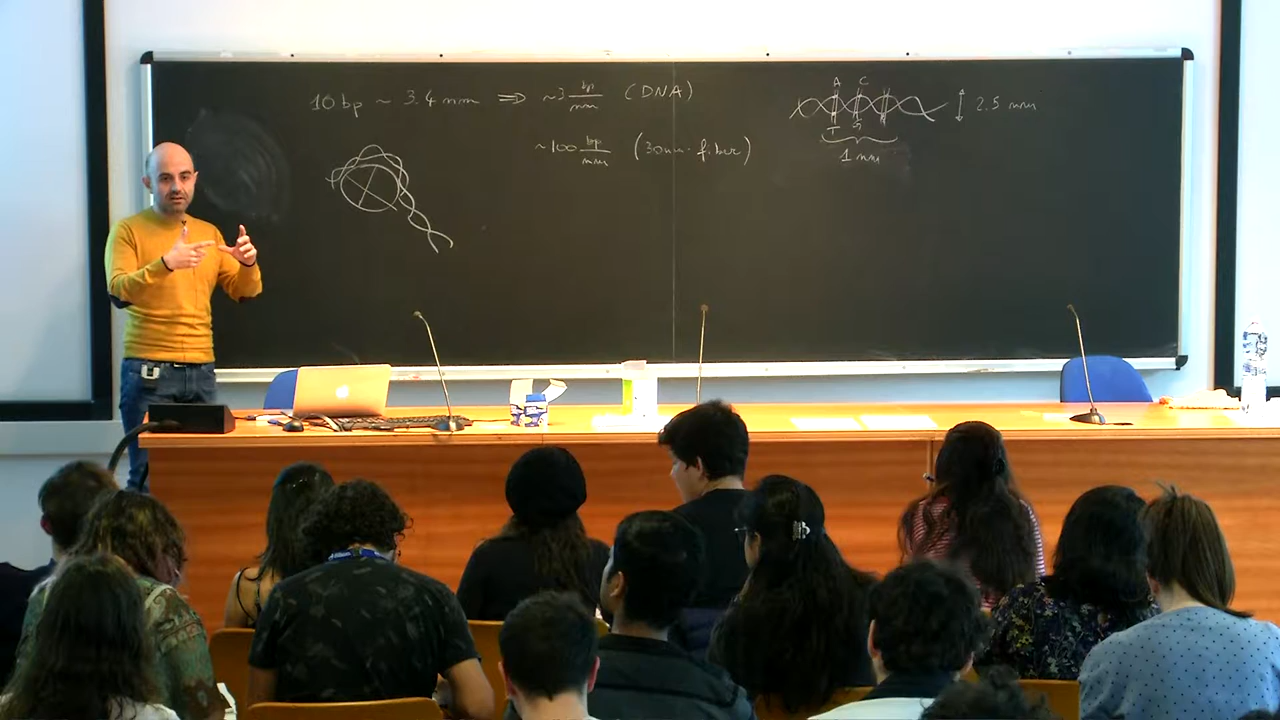 10 bp ~ 3.4 nm ⇒ ~3 bp/nm (DNA)
~100 bp/nm (30nm fiber)
A C
T G
1 nm
2.5 nm